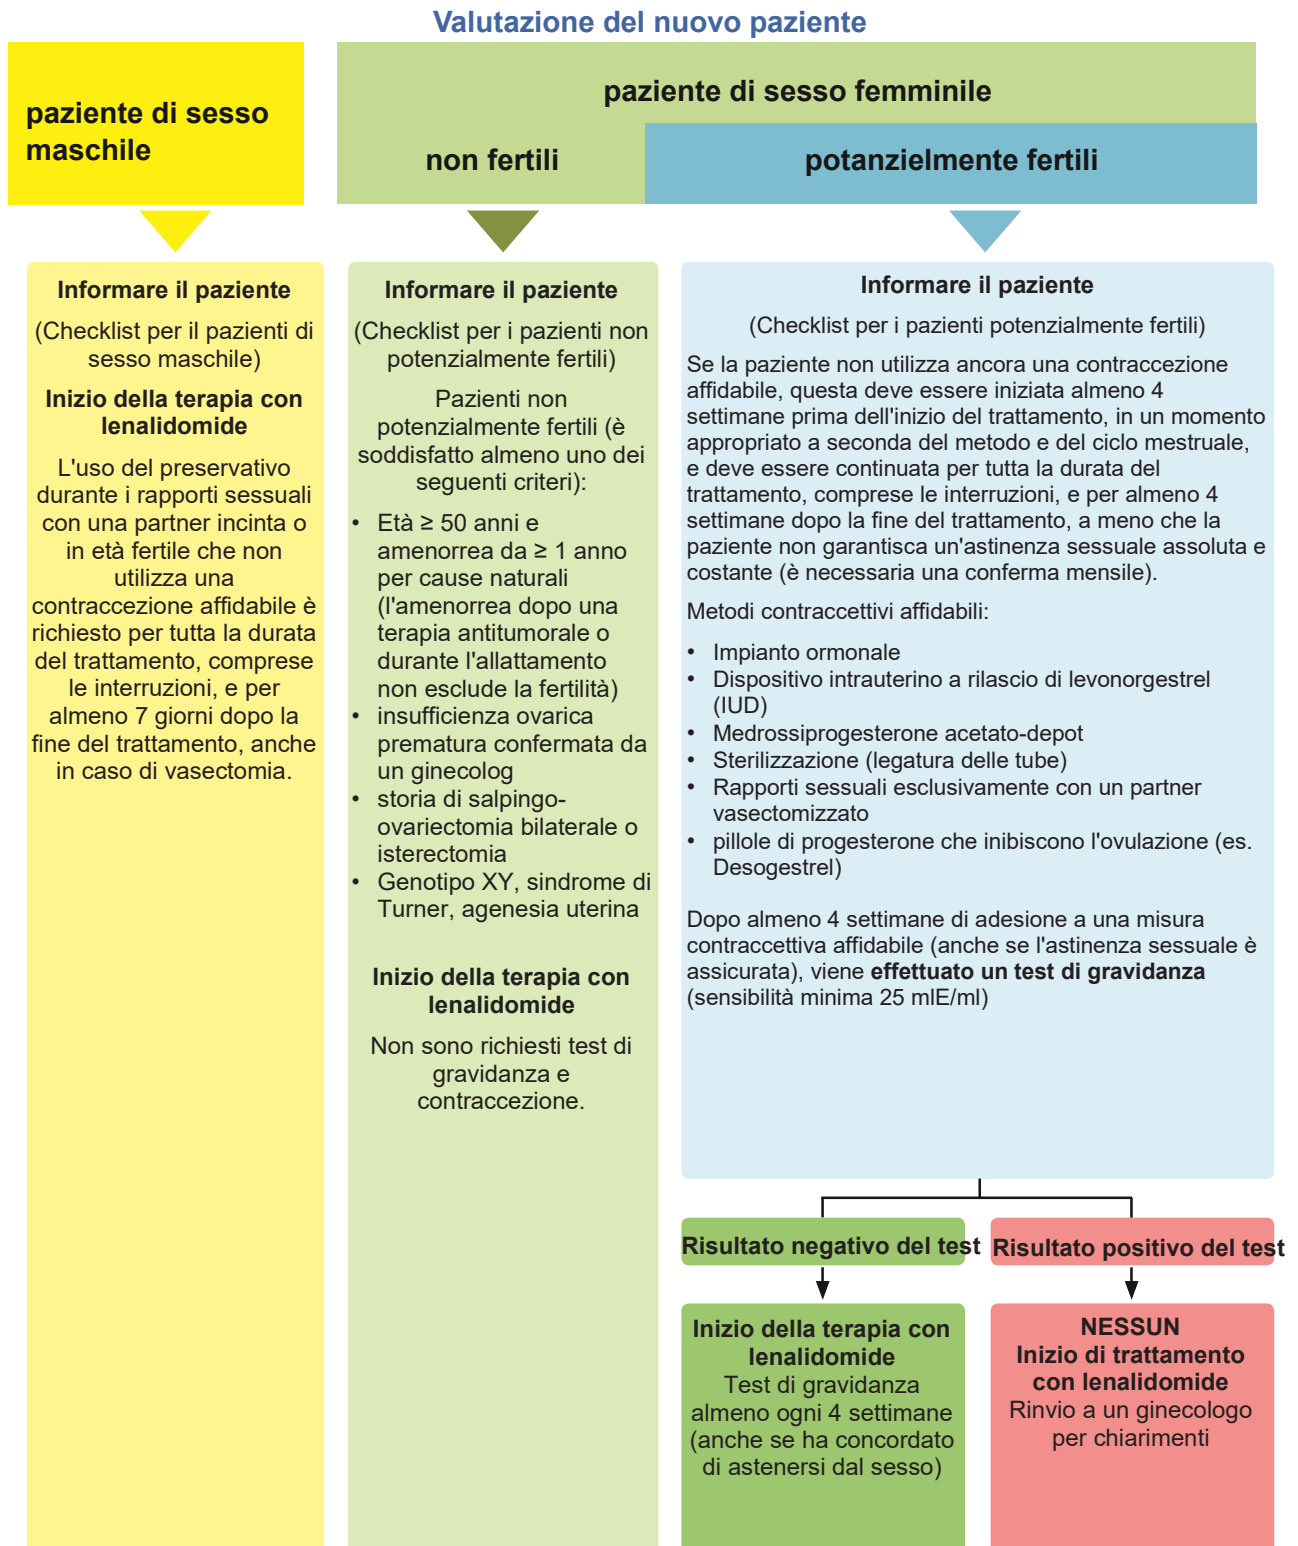 Valutazione del nuovo paziente
paziente di sesso
maschile
paziente di sesso femminile
non fertili
potanzielmente fertili
Informare il paziente
(Checklist per il pazienti di
sesso maschile)
Inizio della terapia con
lenalidomide
L'uso del preservativo
durante i rapporti sessuali
con una partner incinta o
in età fertile che non
utilizza una
contraccezione affidabile è
richiesto per tutta la durata
del trattamento, comprese
le interruzioni, e per
almeno 7 giorni dopo la
fine del trattamento, anche
in caso di vasectomia.
Informare il paziente
(Checklist per i pazienti non
potenzialmente fertili)
Pazienti non
potenzialmente fertili (è
soddisfatto almeno uno dei
seguenti criteri):
• Età ≥ 50 anni e
amenorrea da ≥ 1 anno
per cause naturali
(l'amenorrea dopo una
terapia antitumorale o
durante l'allattamento
non esclude la fertilità)
• insufficienza ovarica
prematura confermata da
un ginecolog
• storia di salpingo-
ovariectomia bilaterale o
isterectomia
• Genotipo XY, sindrome di
Turner, agenesia uterina
Inizio della terapia con
lenalidomide
Non sono richiesti test di
gravidanza e
contraccezione.
Informare il paziente
(Checklist per i pazienti potenzialmente fertili)
Se la paziente non utilizza ancora una contraccezione
affidabile, questa deve essere iniziata almeno 4
settimane prima dell'inizio del trattamento, in un momento
appropriato a seconda del metodo e del ciclo mestruale,
e deve essere continuata per tutta la durata del
trattamento, comprese le interruzioni, e per almeno 4
settimane dopo la fine del trattamento, a meno che la
paziente non garantisca un'astinenza sessuale assoluta e
costante (è necessaria una conferma mensile).
Metodi contraccettivi affidabili:
• Impianto ormonale
• Dispositivo intrauterino a rilascio di levonorgestrel
(IUD)
• Medrossiprogesterone acetato-depot
• Sterilizzazione (legatura delle tube)
• Rapporti sessuali esclusivamente con un partner
vasectomizzato
• pillole di progesterone che inibiscono l'ovulazione (es.
Desogestrel)
Dopo almeno 4 settimane di adesione a una misura
contraccettiva affidabile (anche se l'astinenza sessuale è
assicurata), viene effettuato un test di gravidanza
(sensibilità minima 25 mlE/ml)
Risultato negativo del test
Risultato positivo del test
Inizio della terapia con
lenalidomide
Test di gravidanza
almeno ogni 4 settimane
(anche se ha concordato
di astenersi dal sesso)
NESSUN
Inizio di trattamento
con lenalidomide
Rinvio a un ginecologo
per chiarimenti